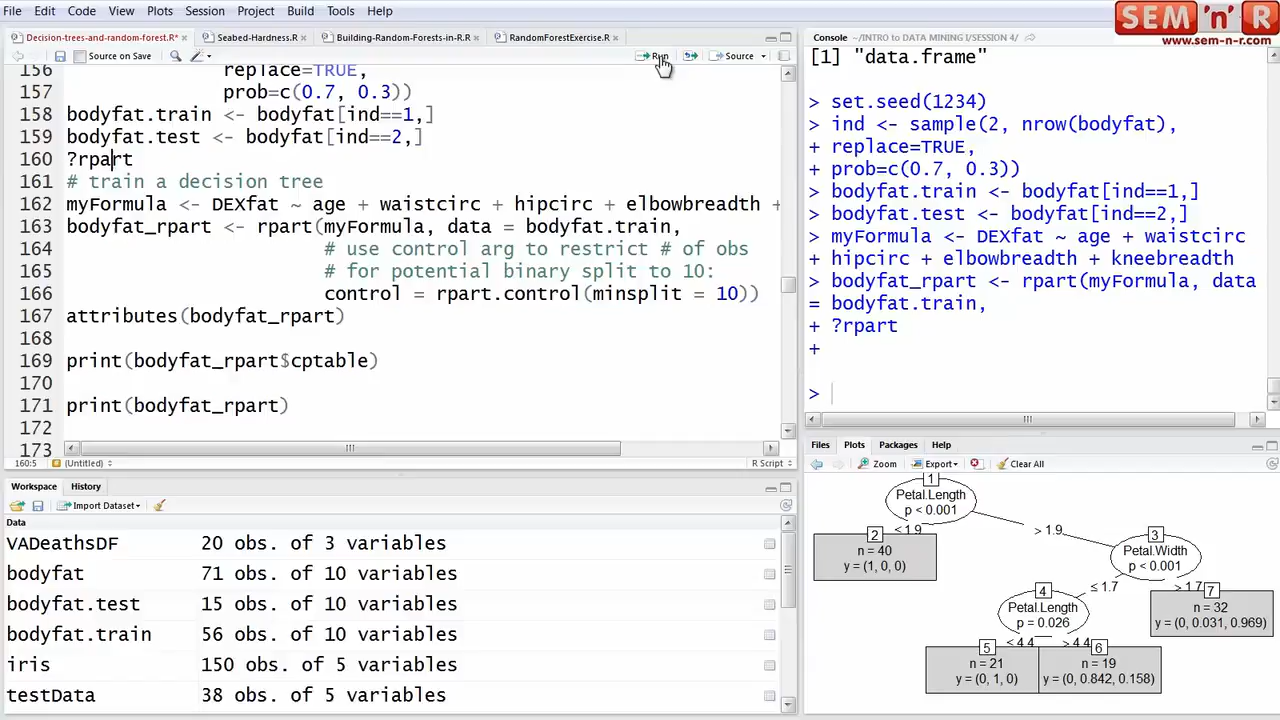 File Edit Code View Plots Session Project Build Tools Help
SEM 'n' R
www.sem-n-r.com
Decision-trees-and-random-forest.R* × Seabed-Hardness.R × Building-Random-Forests-in-R.R × RandomForestExercise.R ×
Source on Save Run Source
156 replace=TRUE,
157 prob=c(0.7, 0.3))
158 bodyfat.train <- bodyfat[ind==1,]
159 bodyfat.test <- bodyfat[ind==2,]
160 ?rpart
161 # train a decision tree
162 myFormula <- DEXfat ~ age + waistcirc + hipcirc + elbowbreadth +
163 bodyfat_rpart <- rpart(myFormula, data = bodyfat.train,
164 # use control arg to restrict # of obs
165 # for potential binary split to 10:
166 control = rpart.control(minsplit = 10))
167 attributes(bodyfat_rpart)
168
169 print(bodyfat_rpart$cptable)
170
171 print(bodyfat_rpart)
172
173
160:5 (Untitled) R Script
Console ~/INTRO to DATA MINING I/SESSION 4/
[1] "data.frame"
> set.seed(1234)
> ind <- sample(2, nrow(bodyfat),
+ replace=TRUE,
+ prob=c(0.7, 0.3))
> bodyfat.train <- bodyfat[ind==1,]
> bodyfat.test <- bodyfat[ind==2,]
> myFormula <- DEXfat ~ age + waistcirc
+ hipcirc + elbowbreadth + kneebreadth
> bodyfat_rpart <- rpart(myFormula, data
= bodyfat.train,
+ ?rpart
+
>
Workspace History
Import Dataset
Data
VADeathsDF 20 obs. of 3 variables
bodyfat 71 obs. of 10 variables
bodyfat.test 15 obs. of 10 variables
bodyfat.train 56 obs. of 10 variables
iris 150 obs. of 5 variables
testData 38 obs. of 5 variables
Files Plots Packages Help
Zoom Export Clear All
1
Petal.Length
p < 0.001
≤ 1.9 > 1.9
2
n = 40
y = (1, 0, 0)
3
Petal.Width
p < 0.001
≤ 1.7 > 1.7
4
Petal.Length
p = 0.026
≤ 4.4 > 4.4
7
n = 32
y = (0, 0.031, 0.969)
5
n = 21
y = (0, 1, 0)
6
n = 19
y = (0, 0.842, 0.158)